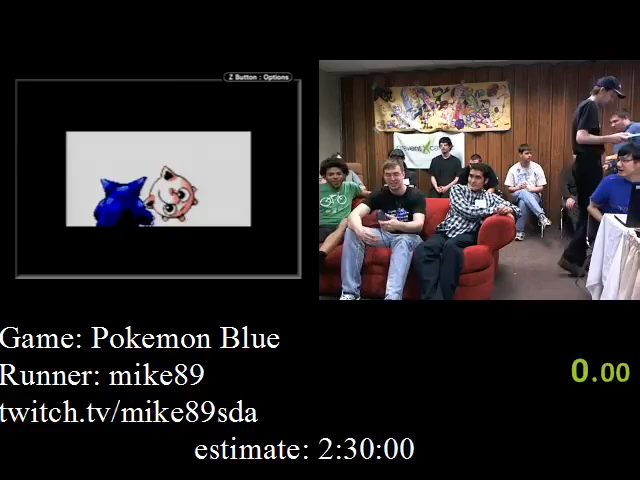 Z Button : Options
Game: Pokemon Blue
Runner: mike89
twitch.tv/mike89sda
estimate: 2:30:00
0.00